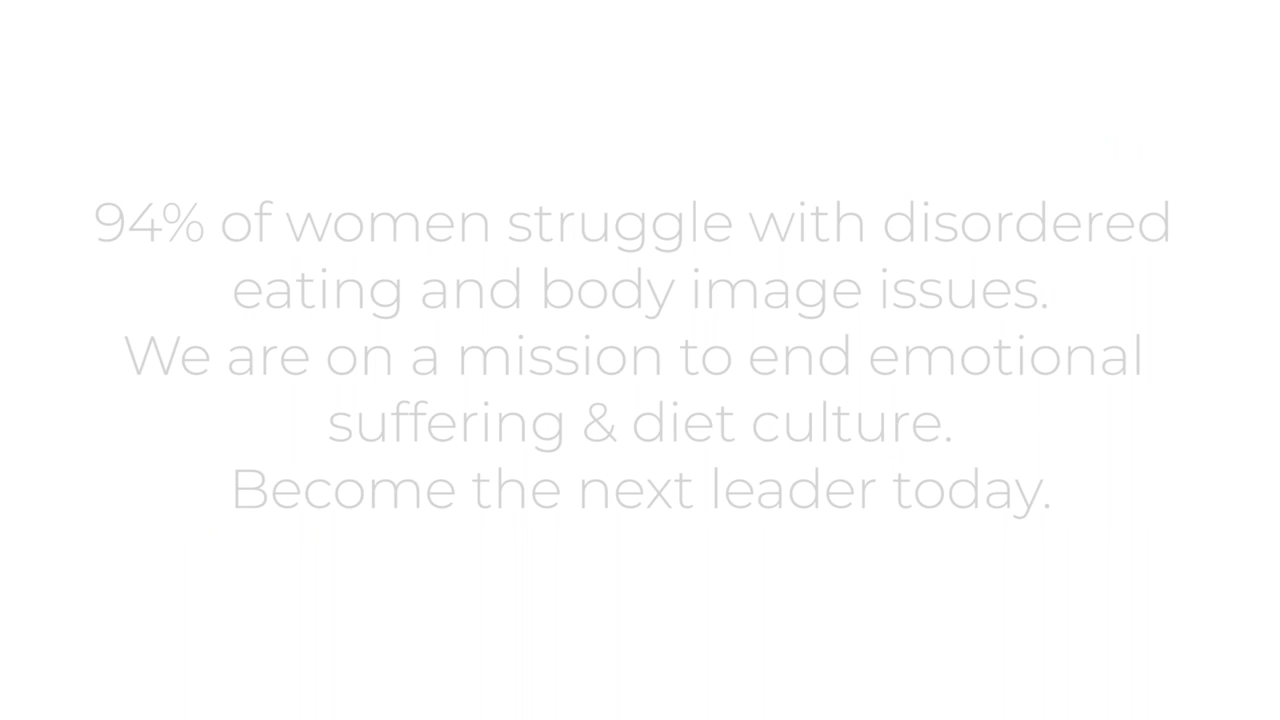 94% of women struggle with disordered
eating and body image issues.
We are on a mission to end emotional
suffering & diet culture.
Become the next leader today.